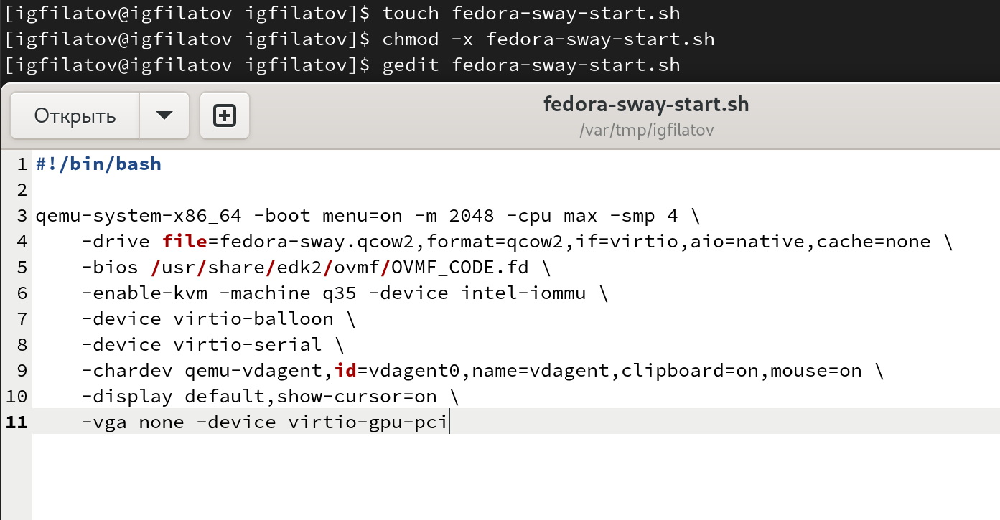 [igfilatov@igfilatov igfilatov]$ touch fedora-sway-start.sh
[igfilatov@igfilatov igfilatov]$ chmod -x fedora-sway-start.sh
[igfilatov@igfilatov igfilatov]$ gedit fedora-sway-start.sh
Открыть
fedora-sway-start.sh
/var/tmp/igfilatov
1 #!/bin/bash
2
3 qemu-system-x86_64 -boot menu=on -m 2048 -cpu max -smp 4 \
4     -drive file=fedora-sway.qcow2,format=qcow2,if=virtio,aio=native,cache=none \
5     -bios /usr/share/edk2/ovmf/OVMF_CODE.fd \
6     -enable-kvm -machine q35 -device intel-iommu \
7     -device virtio-balloon \
8     -device virtio-serial \
9     -chardev qemu-vdagent,id=vdagent0,name=vdagent,clipboard=on,mouse=on \
10     -display default,show-cursor=on \
11     -vga none -device virtio-gpu-pci